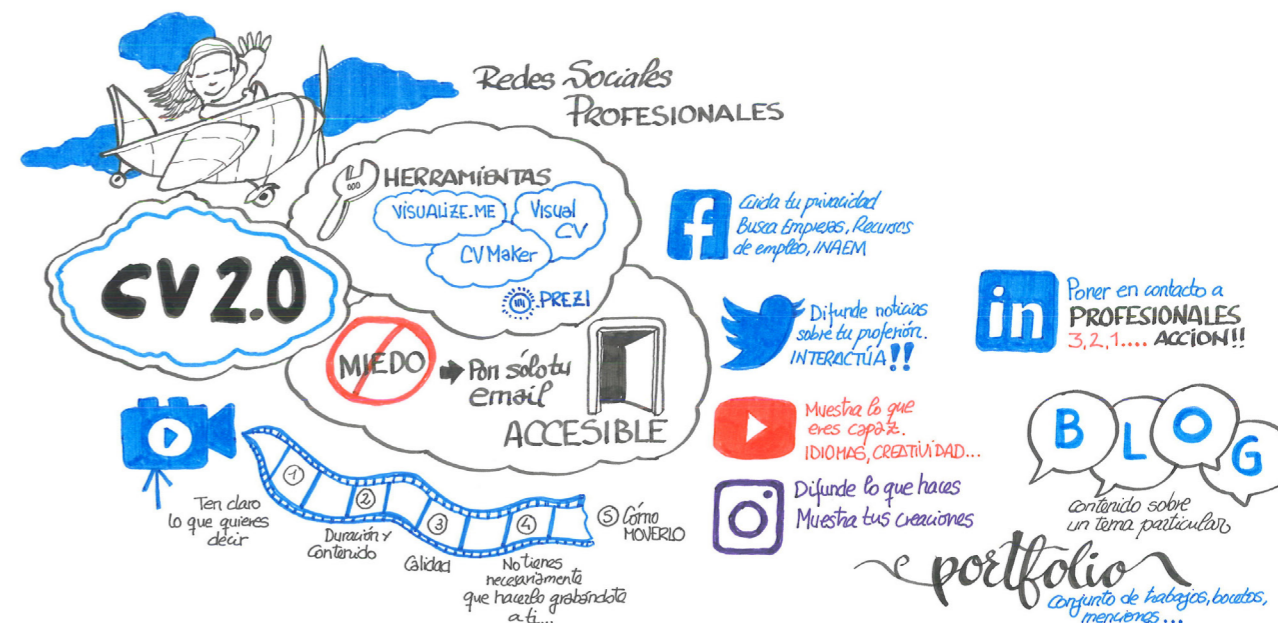 Redes Sociales
PROFESIONALES
HERRAMIENTAS
VISUALIZE.ME
Visual
CV
CVMaker
PREZI
CV 2.0
MIEDO
Pon sólo tu
email
ACCESIBLE
1
2
3
4
Ten claro
lo que quieres
decir
Duración y
Contenido
Calidad
No tienes
necesariamente
que hacerlo grabándote
a ti...
5 Cómo
MOVERLO
f
Cuida tu privacidad
Busca Empresas, Recursos
de empleo, INAEM
Difunde noticias
sobre tu profesión.
INTERACTÚA!!
Muestra lo que
eres capaz.
IDIOMAS, CREATIVIDAD...
Difunde lo que haces
Muestra tus creaciones
in
Poner en contacto a
PROFESIONALES
3,2,1.... ACCIÓN!!
BLOG
contenido sobre
un tema particular
portfolio
conjunto de trabajos, bocetos,
menciones...